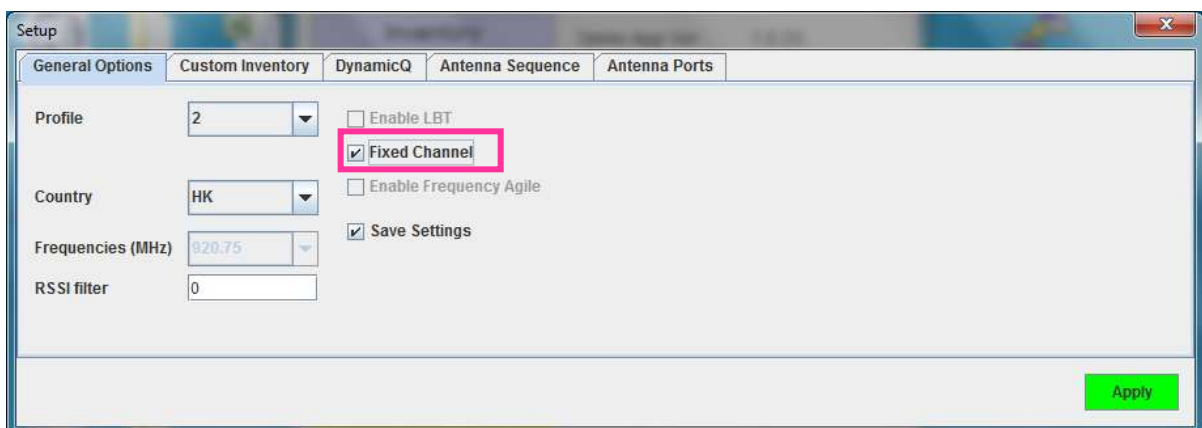 Setup
General Options Custom Inventory DynamicQ Antenna Sequence Antenna Ports
Profile 2 Enable LBT
Fixed Channel
Country HK Enable Frequency Agile
Save Settings
Frequencies (MHz) 920.75
RSSI filter 0
Apply